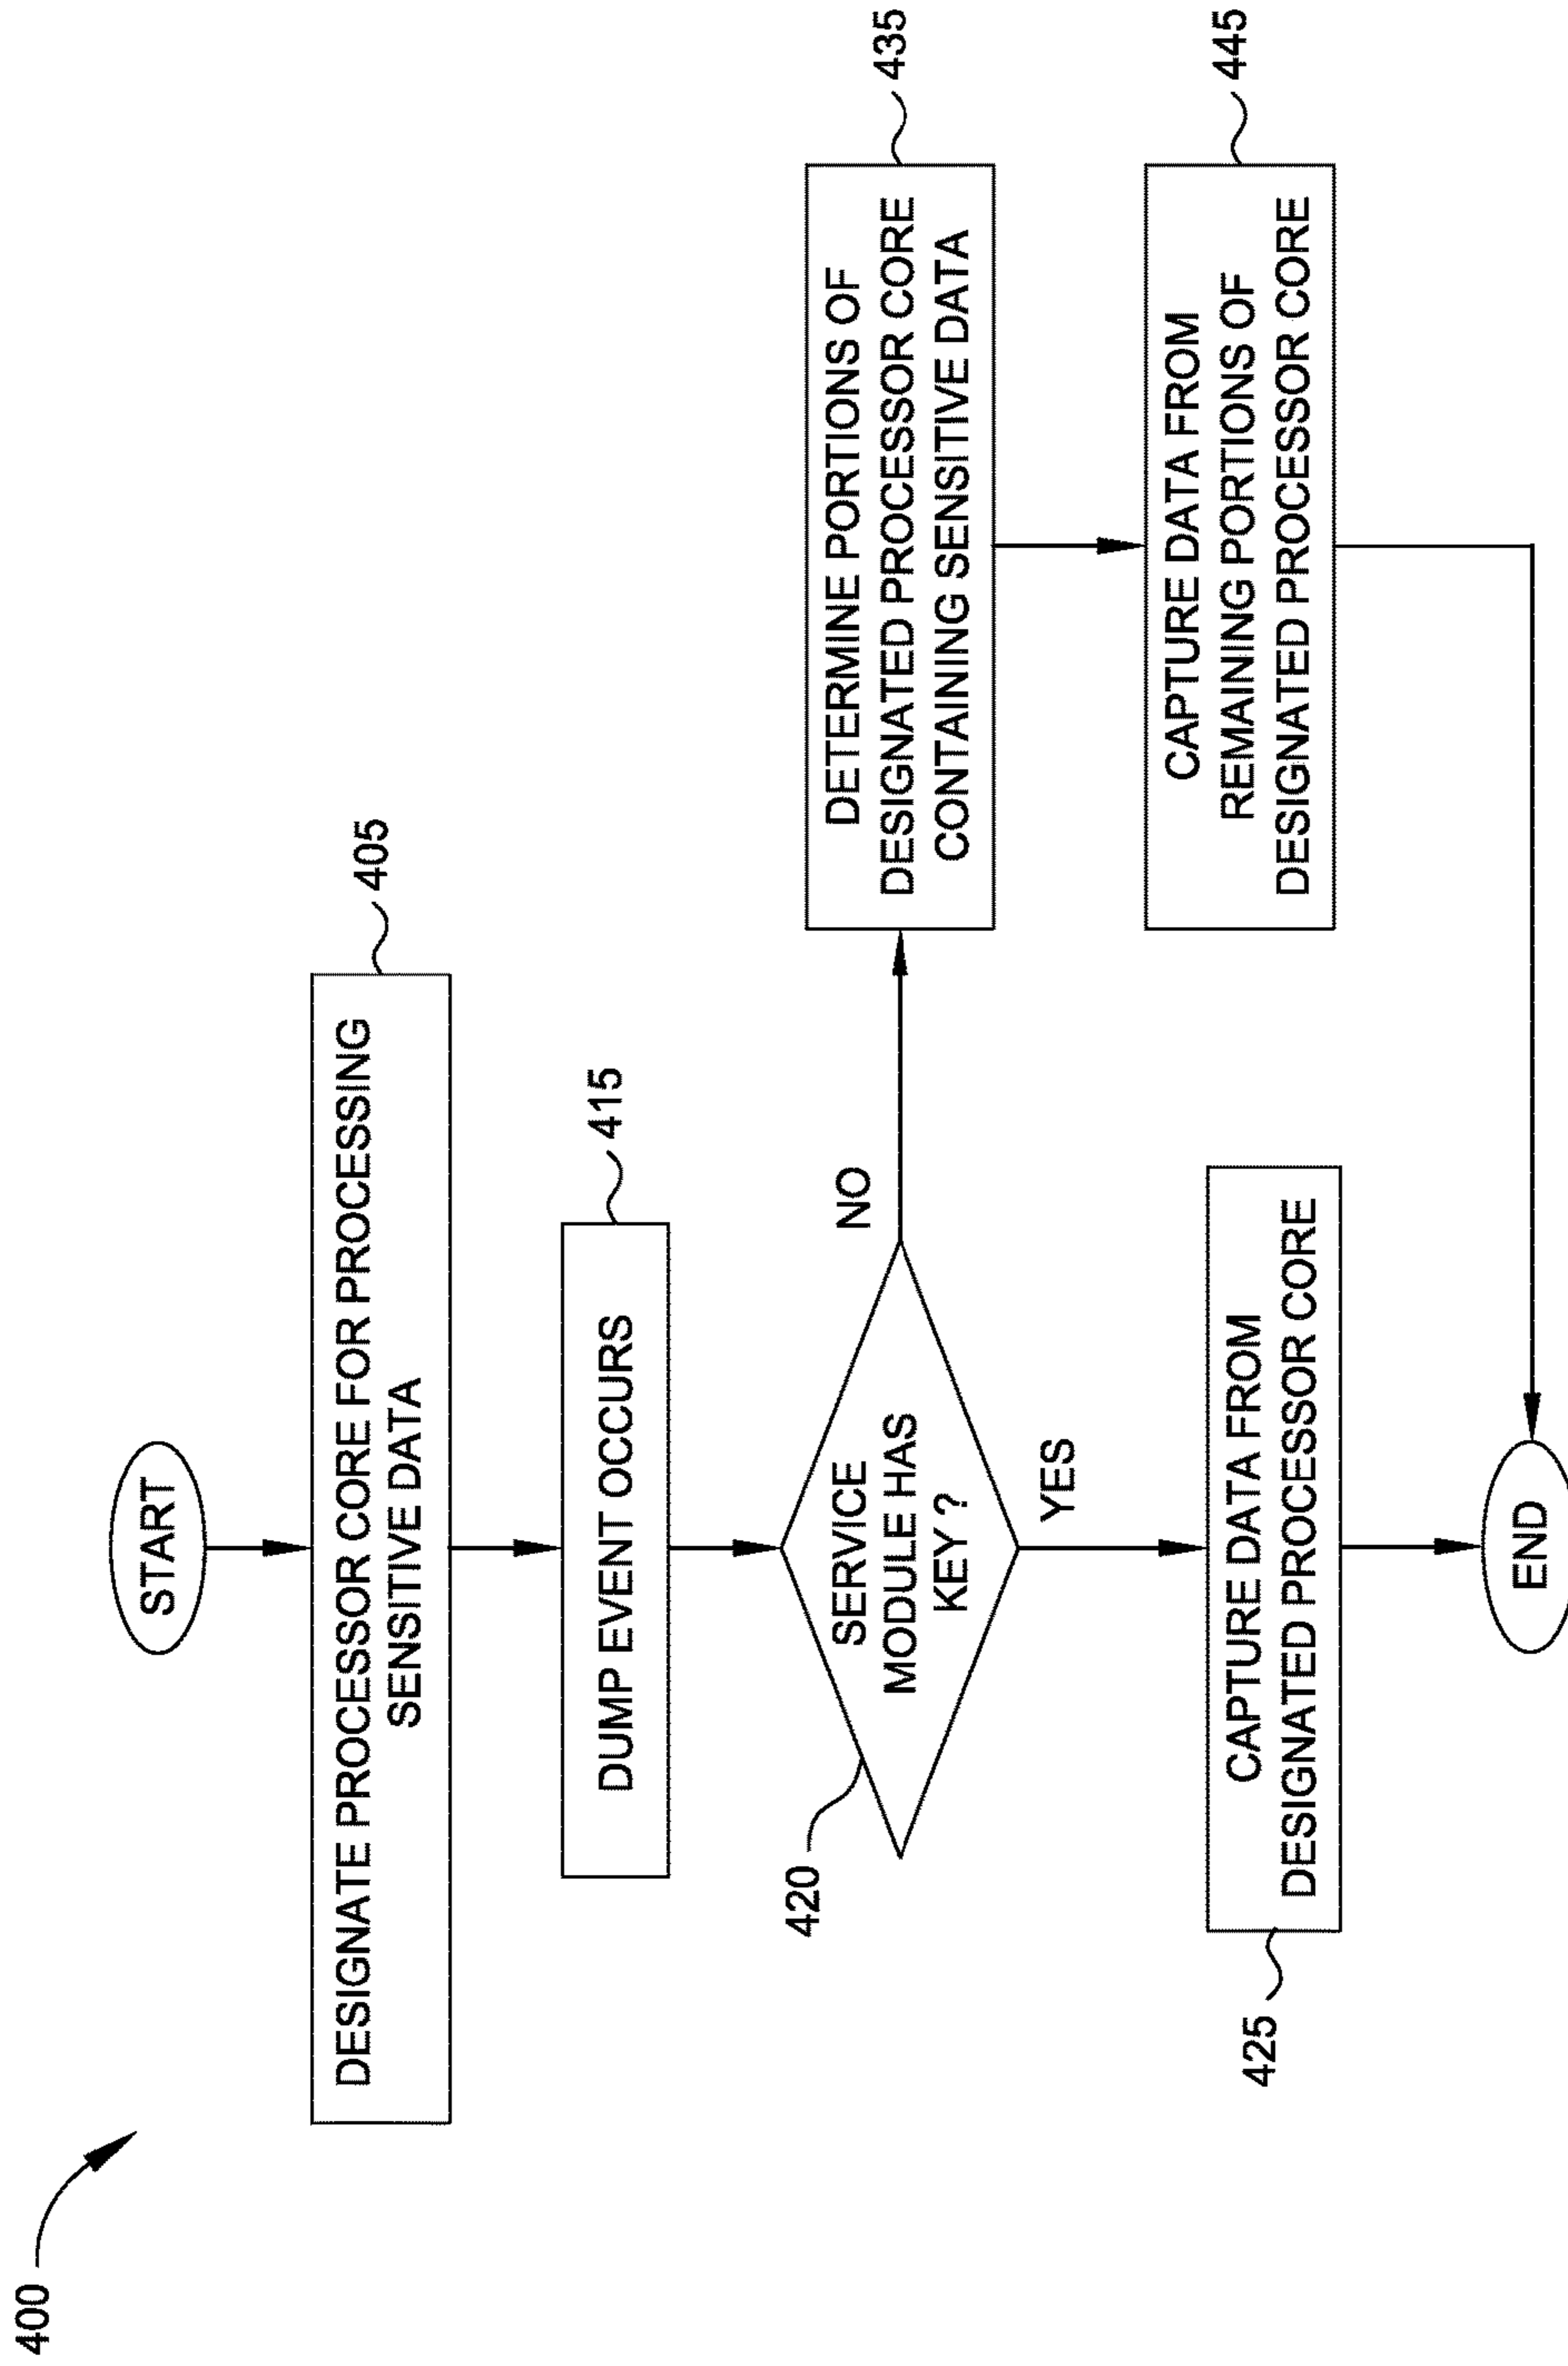 400
START
DESIGNATE PROCESSOR CORE FOR PROCESSING
SENSITIVE DATA
405
DUMP EVENT OCCURS
415
SERVICE
MODULE HAS
KEY ?
420
NO
YES
DETERMINE PORTIONS OF
DESIGNATED PROCESSOR CORE
CONTAINING SENSITIVE DATA
435
CAPTURE DATA FROM
REMAINING PORTIONS OF
DESIGNATED PROCESSOR CORE
445
CAPTURE DATA FROM
DESIGNATED PROCESSOR CORE
425
END